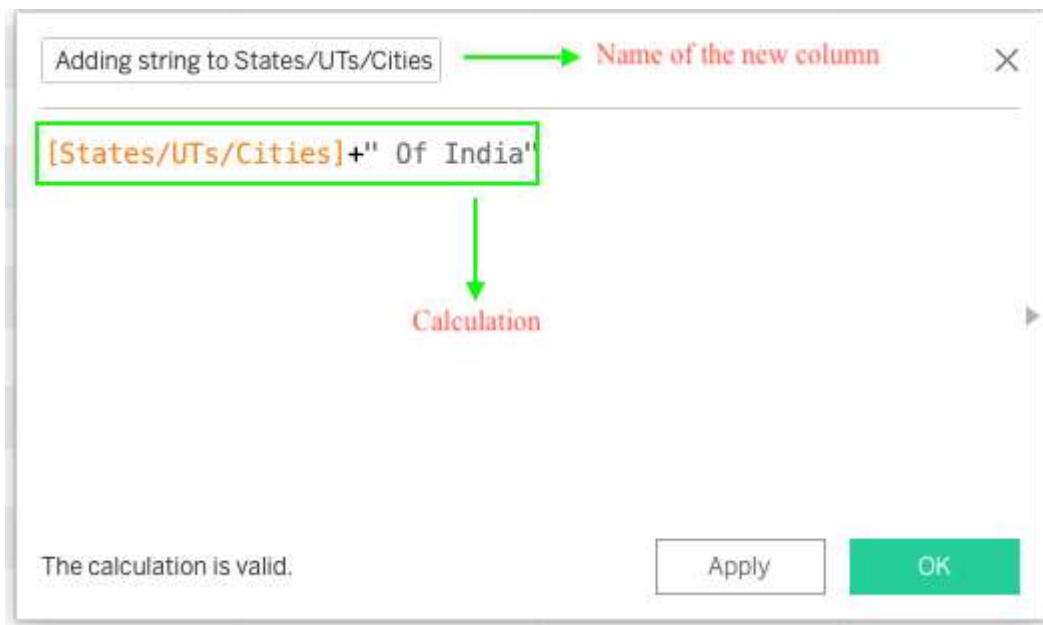 Adding string to States/UTs/Cities
Name of the new column
[States/UTs/Cities]+" Of India"
Calculation
The calculation is valid.
Apply
OK